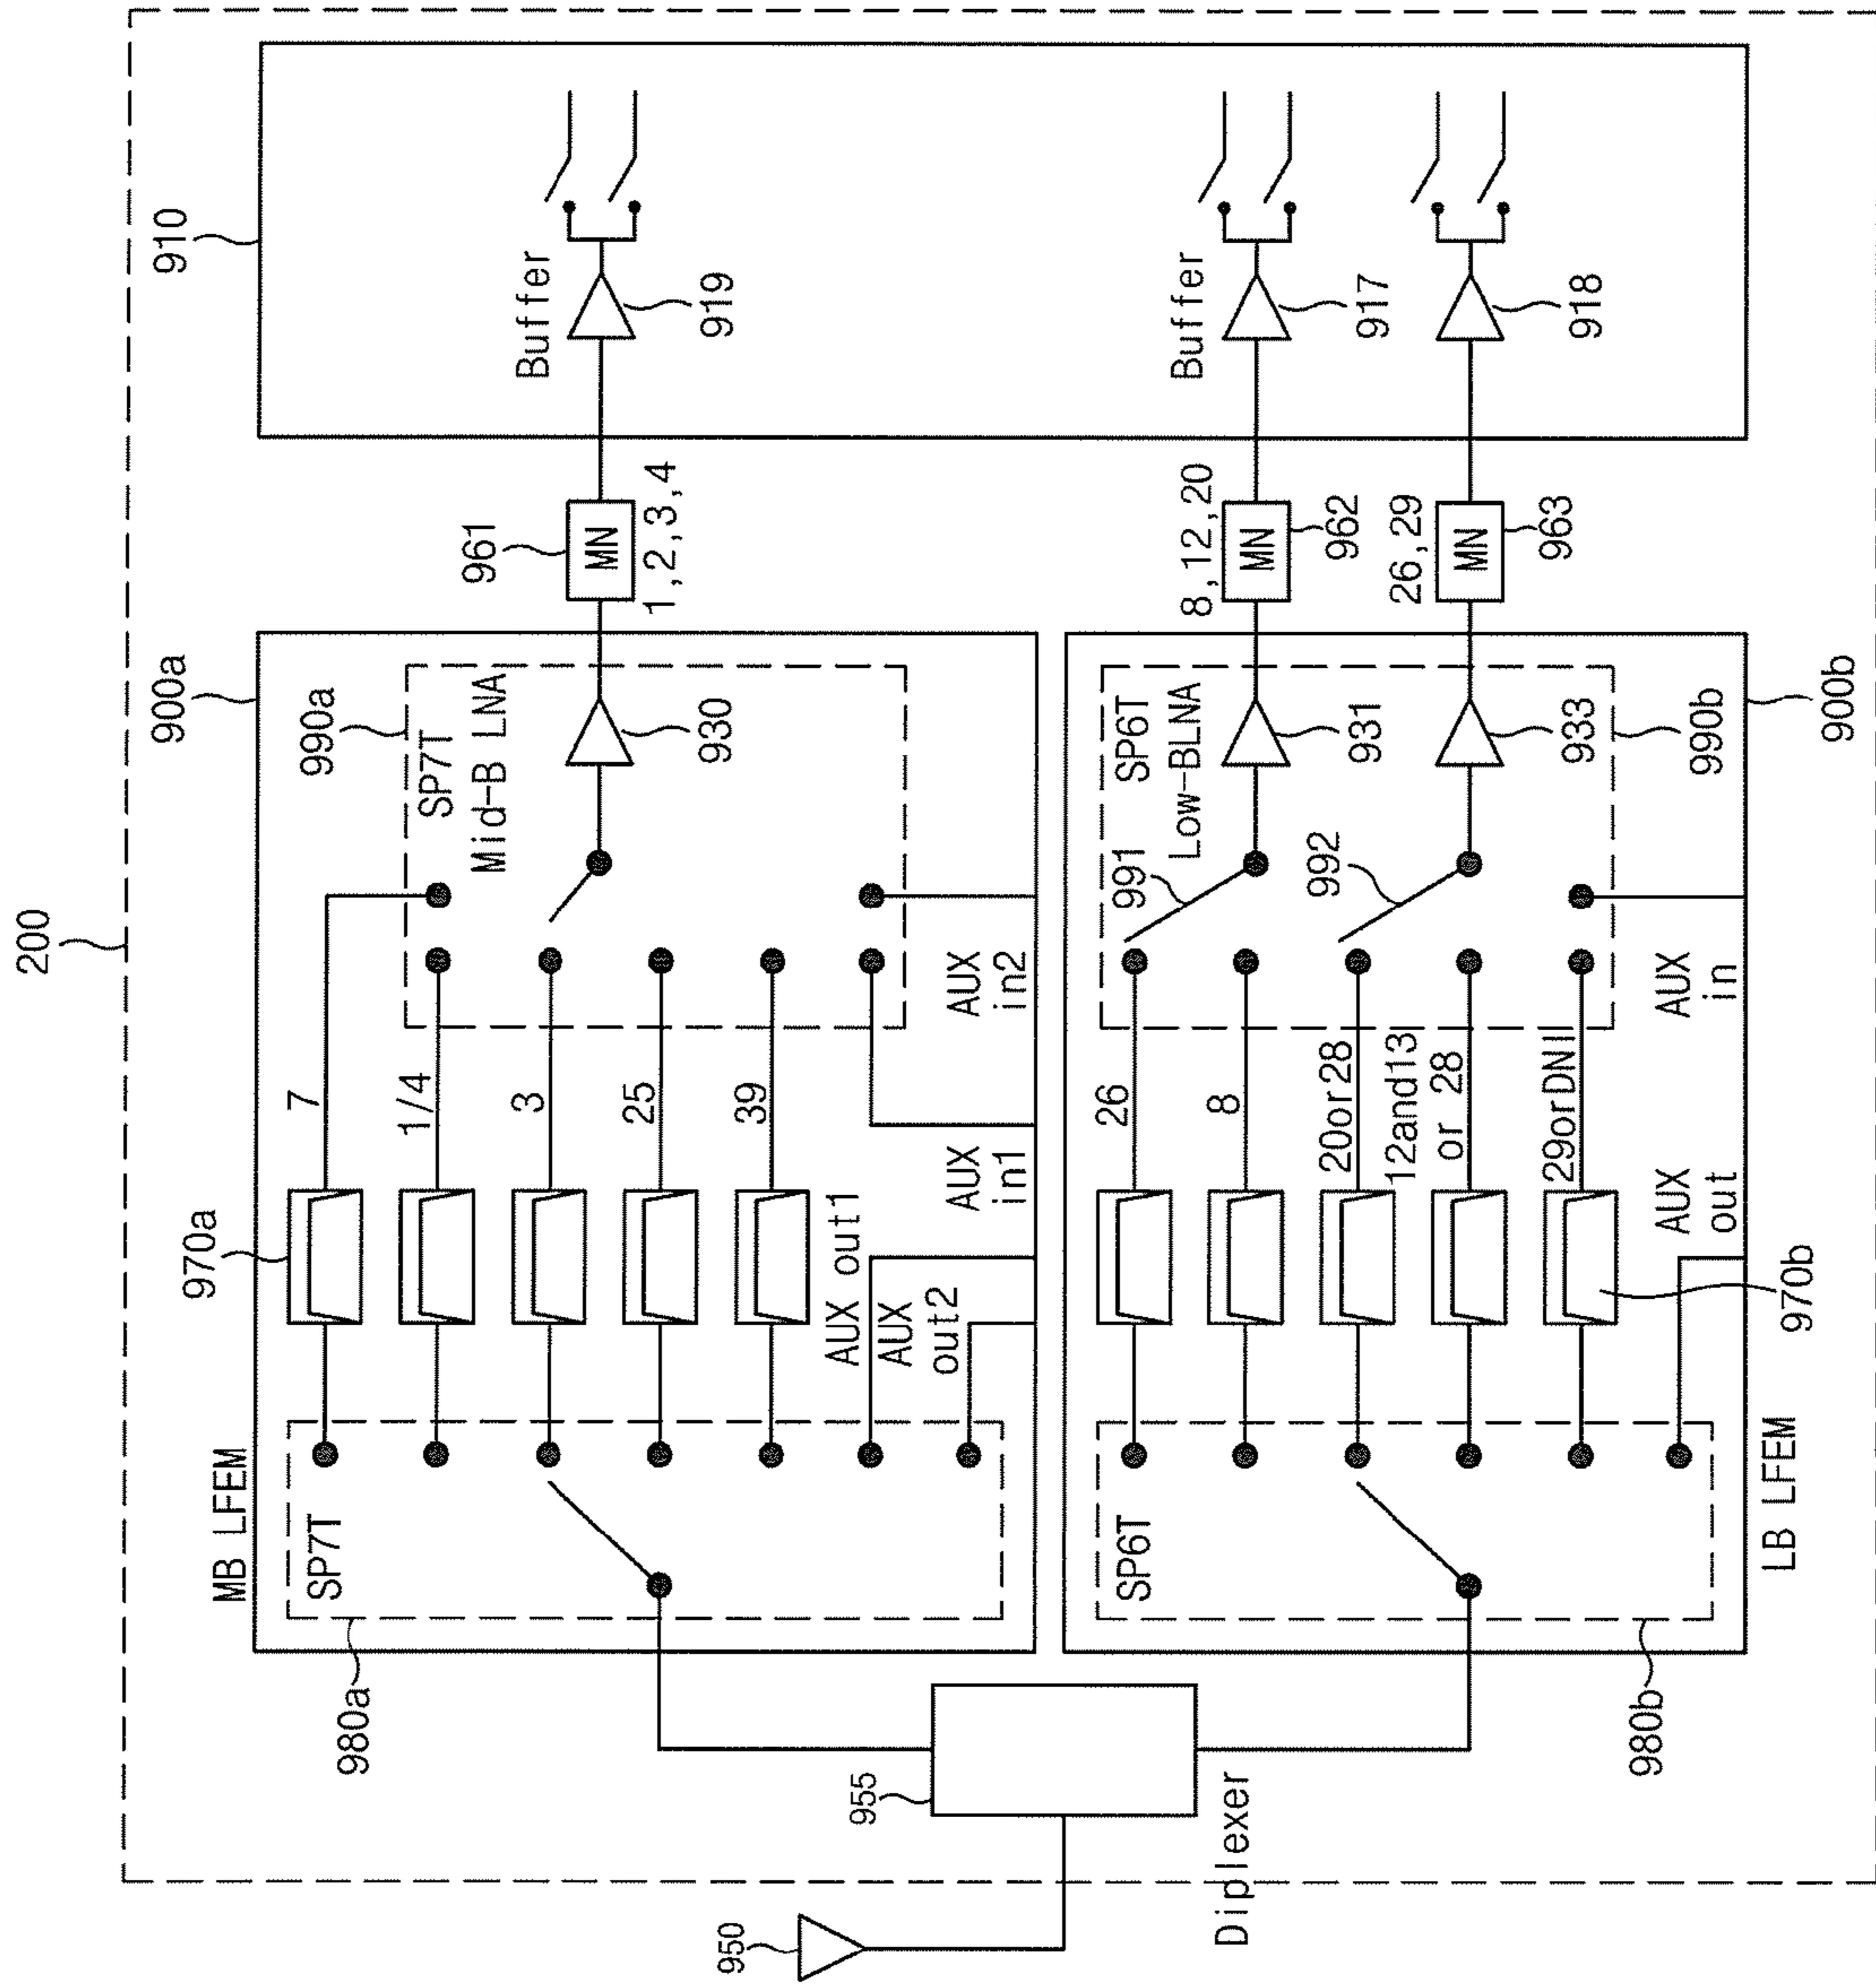 200
910
Buffer
919
Buffer
917
918
961
MN
1,2,3,4
8,12,20
MN
962
26,29
MN
963
900a
990a
SP7T
Mid-B LNA
930
SP6T
Low-BLNA
991
931
992
933
990b
900b
7
1/4
3
25
39
AUX
in1
AUX
in2
26
8
20or28
12and13
or 28
29orDNI
AUX
in
970a
AUX out1
AUX
out2
AUX
out
970b
MB LFEM
SP7T
980a
SP6T
980b
LB LFEM
955
Diplexer
950